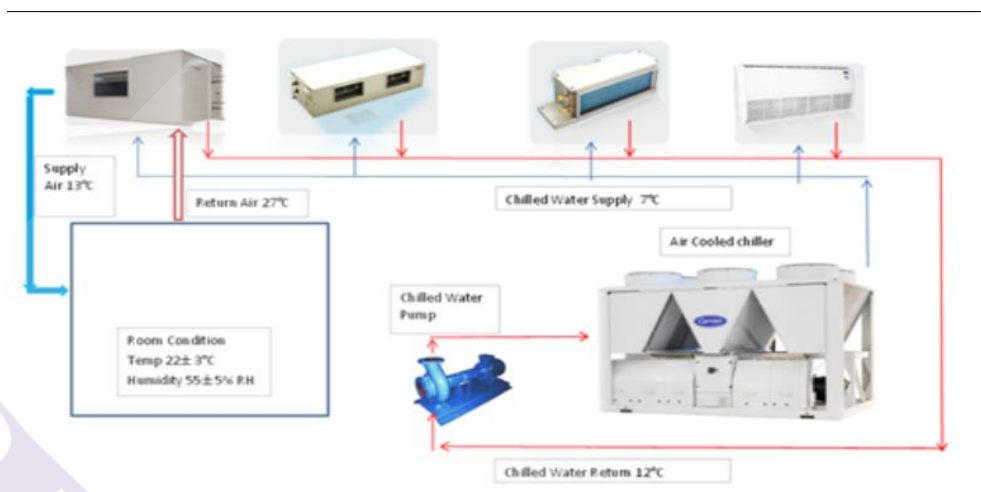 Supply
Air 13°C
Return Air 27°C
Chilled Water Supply 7°C
Air Cooled chiller
Chilled Water
Pump
Carrier
Room Condition
Temp 22± 3°C
Humidity 55±5% RH
Chilled Water Return 12°C